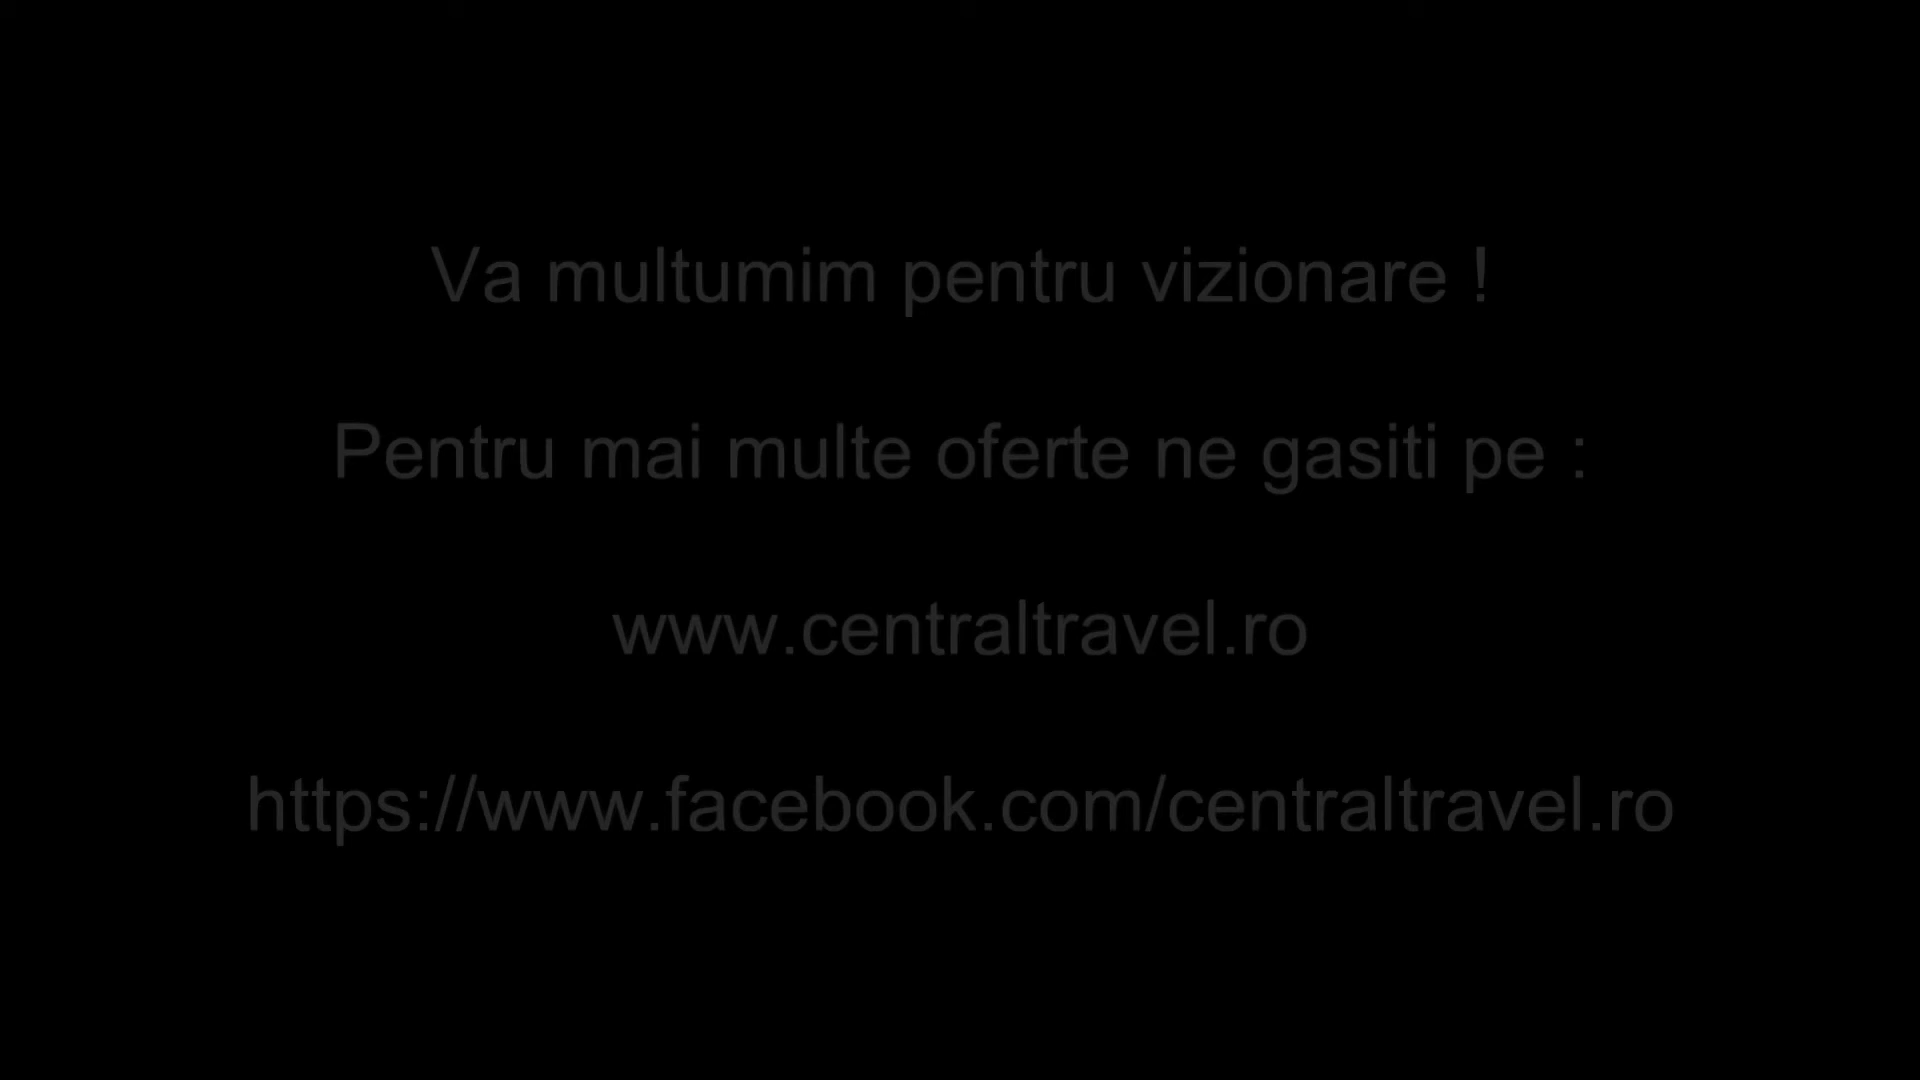 Va multumim pentru vizionare !
Pentru mai multe oferte ne gasiti pe :
www.centraltravel.ro
https://www.facebook.com/centraltravel.ro